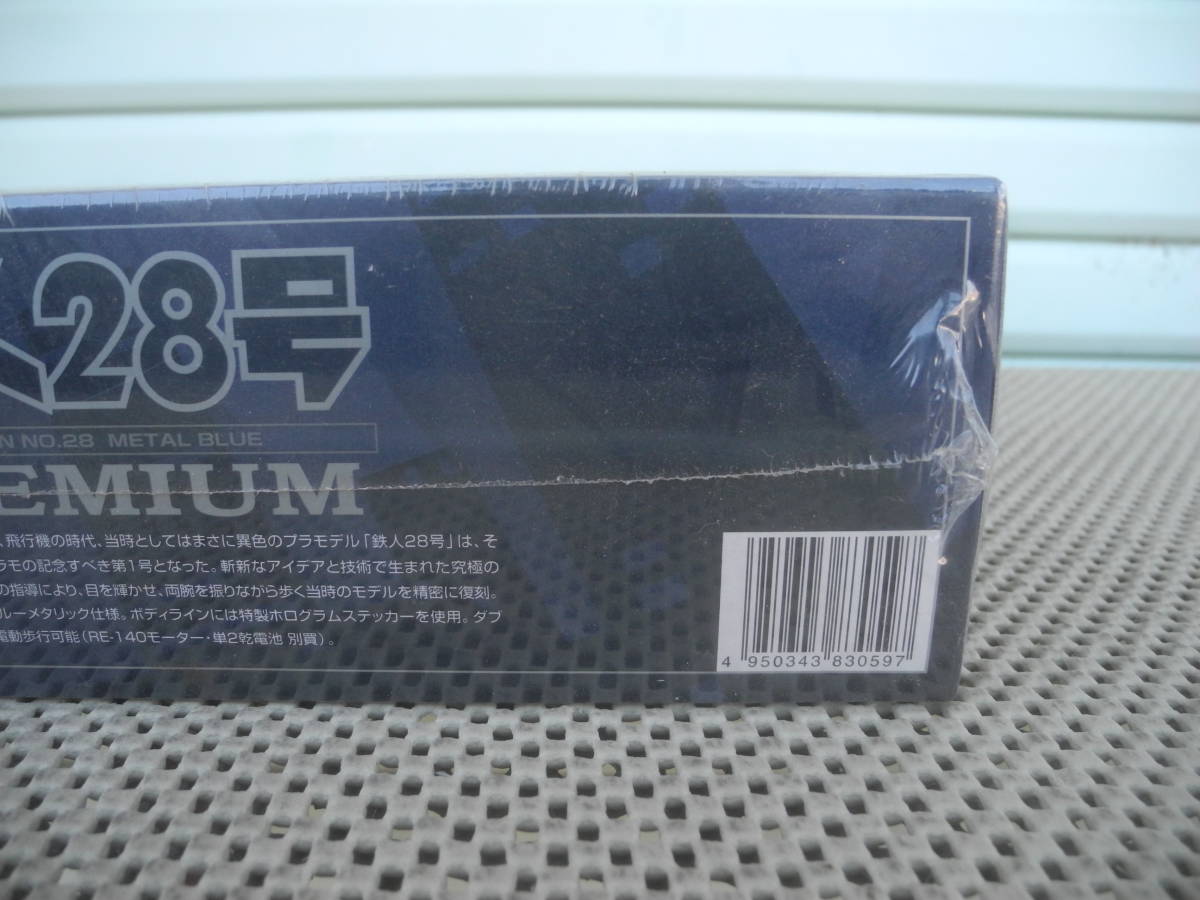 人28号
N NO.28 METAL BLUE
EMIUM
、飛行機の時代、当時としてはまさに異色のプラモデル「鉄人28号」は、そ
ラモの記念すべき第1号となった。斬新なアイデアと技術で生まれた究極の
の指導により、目を輝かせ、両腕を振りながら歩く当時のモデルを精密に復刻。
ルーメタリック仕様。ボディラインには特製ホログラムステッカーを使用。ダブ
電動歩行可能(RE-140モーター・単2乾電池 別買)。
4 950343 830597